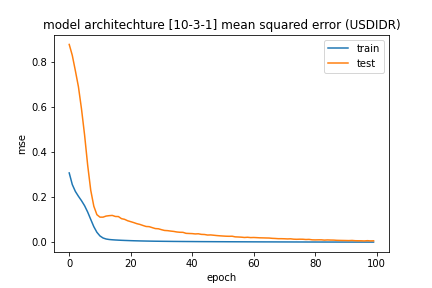 model architechture [10-3-1] mean squared error (USDIDR)
train
test
0.8
0.6
0.4
0.2
0.0
mse
0 20 40 60 80 100
epoch